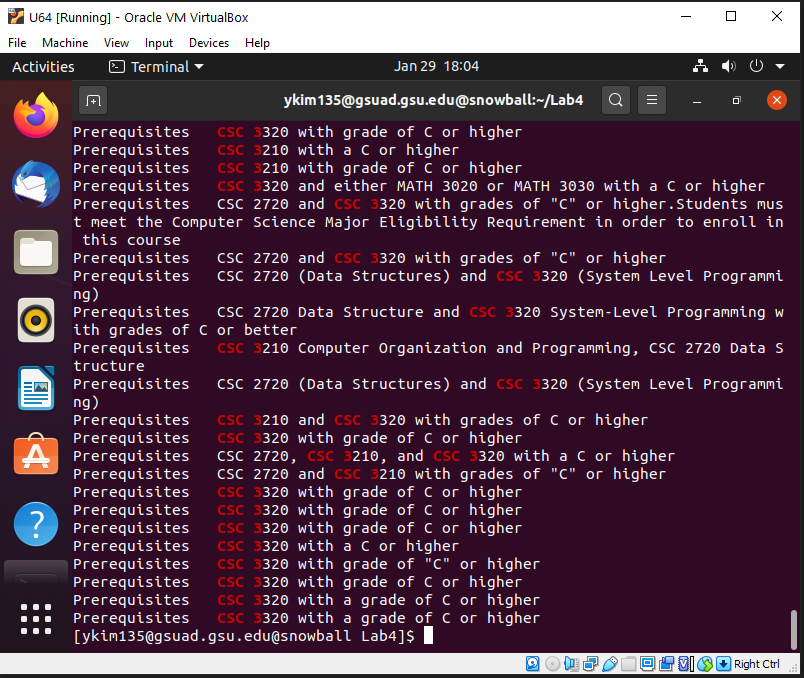 U64 [Running] - Oracle VM VirtualBox
File Machine View Input Devices Help
Activities Terminal Jan 29 18:04
ykim135@gsuad.gsu.edu@snowball:~/Lab4
Prerequisites CSC 3320 with grade of C or higher
Prerequisites CSC 3210 with a C or higher
Prerequisites CSC 3210 with grade of C or higher
Prerequisites CSC 3320 and either MATH 3020 or MATH 3030 with a C or higher
Prerequisites CSC 2720 and CSC 3320 with grades of "C" or higher.Students mus
t meet the Computer Science Major Eligibility Requirement in order to enroll in
this course
Prerequisites CSC 2720 and CSC 3320 with grades of "C" or higher
Prerequisites CSC 2720 (Data Structures) and CSC 3320 (System Level Programmi
ng)
Prerequisites CSC 2720 Data Structure and CSC 3320 System-Level Programming w
ith grades of C or better
Prerequisites CSC 3210 Computer Organization and Programming, CSC 2720 Data S
tructure
Prerequisites CSC 2720 (Data Structures) and CSC 3320 (System Level Programmi
ng)
Prerequisites CSC 3210 and CSC 3320 with grades of C or higher
Prerequisites CSC 3320 with grade of C or higher
Prerequisites CSC 2720, CSC 3210, and CSC 3320 with a C or higher
Prerequisites CSC 2720 and CSC 3210 with grades of "C" or higher
Prerequisites CSC 3320 with grade of C or higher
Prerequisites CSC 3320 with grade of C or higher
Prerequisites CSC 3320 with grade of C or higher
Prerequisites CSC 3320 with a C or higher
Prerequisites CSC 3320 with grade of "C" or higher
Prerequisites CSC 3320 with grade of C or higher
Prerequisites CSC 3320 with a grade of C or higher
Prerequisites CSC 3320 with a grade of C or higher
[ykim135@gsuad.gsu.edu@snowball Lab4]$
Right Ctrl